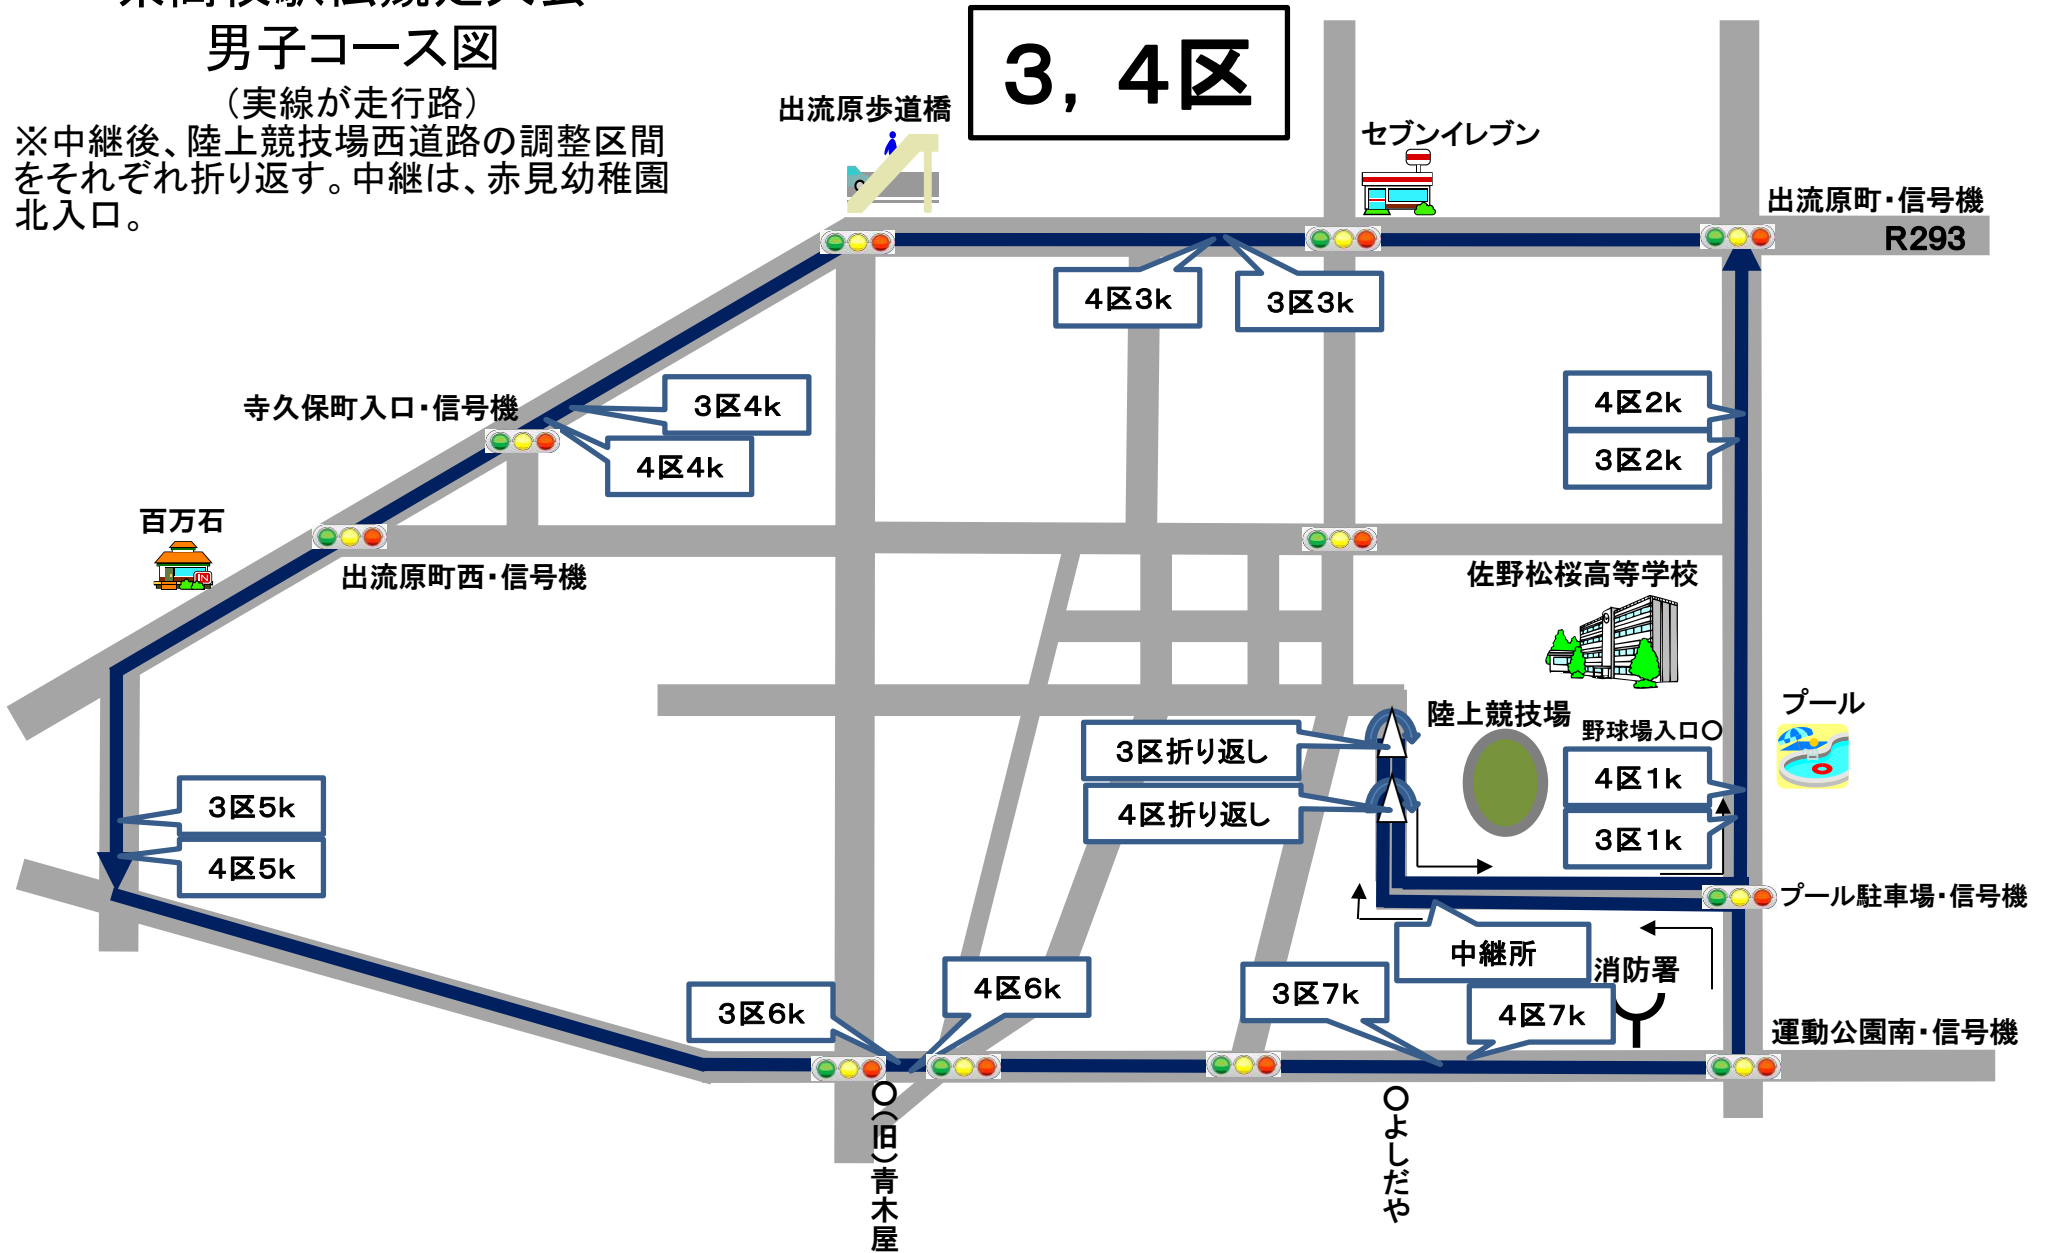 男子コース図
（実線が走行路）
※中継後、陸上競技場西道路の調整区間
をそれぞれ折り返す。中継は、赤見幼稚園
北入口。
3，4区
出流原歩道橋
セブンイレブン
出流原町・信号機
R293
4区3k
3区3k
寺久保町入口・信号機
3区4k
4区4k
4区2k
3区2k
百万石
IN
出流原町西・信号機
佐野松桜高等学校
プール
陸上競技場
野球場入口〇
3区折り返し
4区折り返し
4区1k
3区1k
3区5k
4区5k
プール駐車場・信号機
中継所
消防署
3区6k
4区6k
3区7k
4区7k
運動公園南・信号機
〇（旧）青木屋
〇よしだや